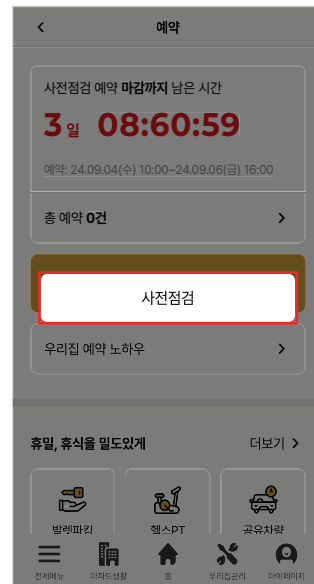 예약
사전점검 예약 마감까지 남은 시간
3 일 08:60:59
예약: 24.09.04(수) 10:00~24.09.06(금) 16:00
총 예약 0건
사전점검
우리집 예약 노하우
휴밀, 휴식을 밀도있게 더보기
발렛파킹 헬스PT 공유차량
전체메뉴 아파트생활 홈 우리집관리 마이페이지